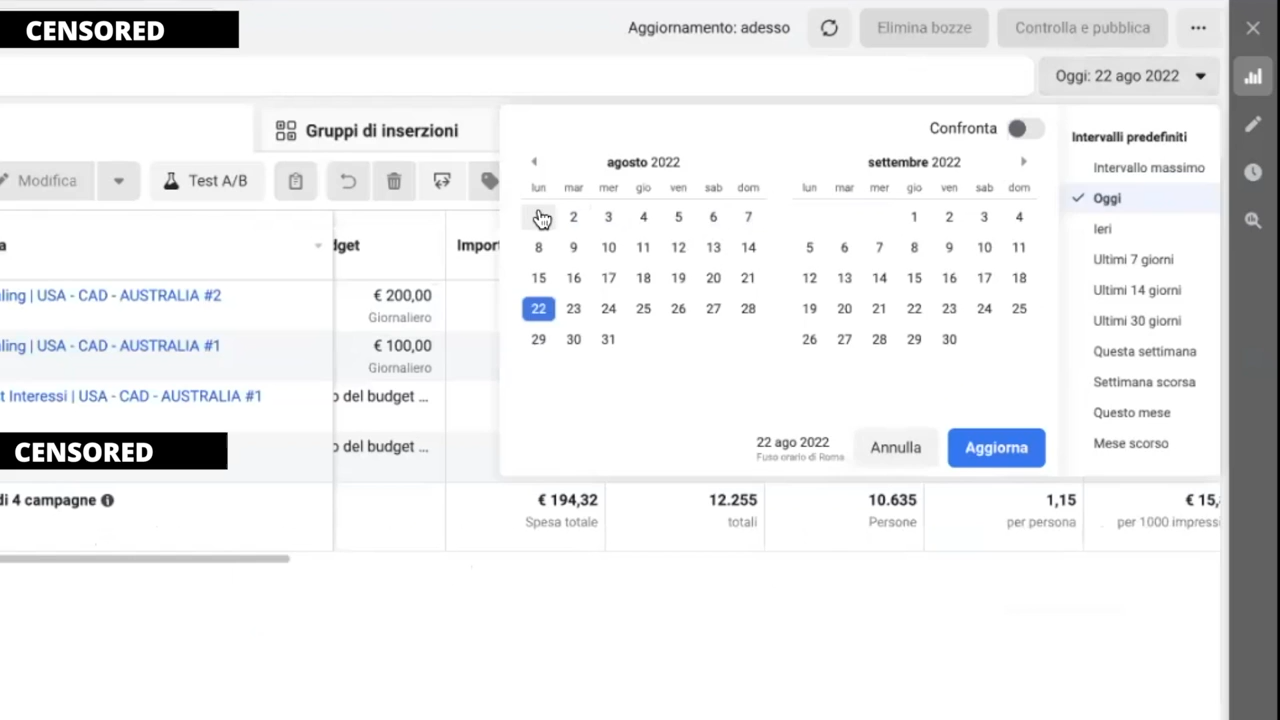 CENSORED
Aggiornamento: adesso
Elimina bozze
Controlla e pubblica
Oggi: 22 ago 2022
Gruppi di inserzioni
Modifica
Test A/B
Confronta
agosto 2022
lun mar mer gio ven sab dom
2 3 4 5 6 7
8 9 10 11 12 13 14
15 16 17 18 19 20 21
22 23 24 25 26 27 28
29 30 31
settembre 2022
lun mar mer gio ven sab dom
1 2 3 4
5 6 7 8 9 10 11
12 13 14 15 16 17 18
19 20 21 22 23 24 25
26 27 28 29 30
22 ago 2022
Fuso orario di Roma
Annulla
Aggiorna
Intervalli predefiniti
Intervallo massimo
Oggi
Ieri
Ultimi 7 giorni
Ultimi 14 giorni
Ultimi 30 giorni
Questa settimana
Settimana scorsa
Questo mese
Mese scorso
a
dget
Import
aling | USA - CAD - AUSTRALIA #2
€ 200,00
Giornaliero
aling | USA - CAD - AUSTRALIA #1
€ 100,00
Giornaliero
t Interessi | USA - CAD - AUSTRALIA #1
o del budget ...
CENSORED
o del budget ...
di 4 campagne
€ 194,32
Spesa totale
12.255
totali
10.635
Persone
1,15
per persona
€ 15,
per 1000 impressi